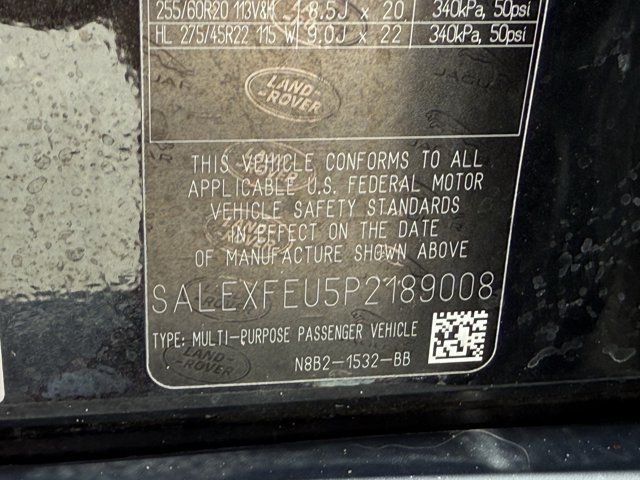 255/60R20 113V&M 8.5J x 20 340kPa, 50psi
HL 275/45R22 115 W 9.0J x 22 340kPa, 50psi
LAND-
ROVER
JAGUAR
THIS VEHICLE CONFORMS TO ALL
APPLICABLE U.S. FEDERAL MOTOR
VEHICLE SAFETY STANDARDS
IN EFFECT ON THE DATE
OF MANUFACTURE SHOWN ABOVE
SALEXFEU5P2189008
TYPE: MULTI-PURPOSE PASSENGER VEHICLE
N8B2-1532-BB
LAND-
ROVER